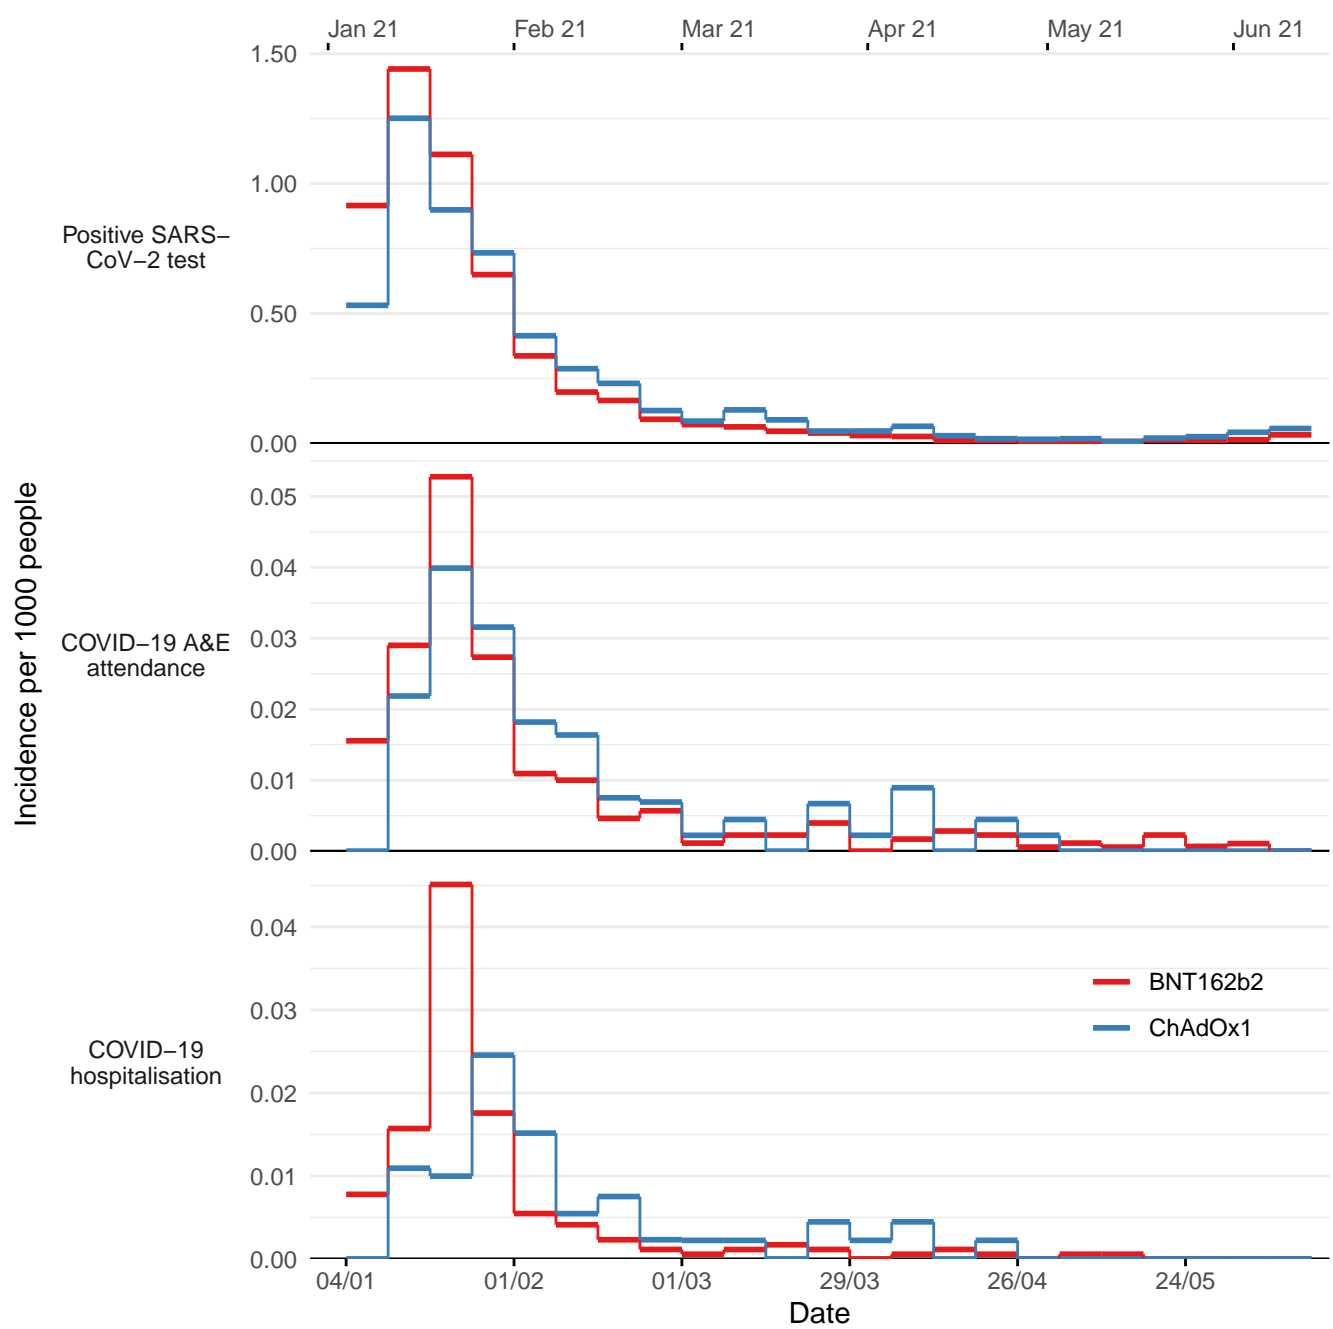 Jan 21 Feb 21 Mar 21 Apr 21 May 21 Jun 21
Incidence per 1000 people
Positive SARS−
CoV−2 test
1.50
1.00
0.50
0.00
COVID−19 A&E
attendance
0.05
0.04
0.03
0.02
0.01
0.00
COVID−19
hospitalisation
0.04
0.03
0.02
0.01
0.00
BNT162b2
ChAdOx1
04/01 01/02 01/03 29/03 26/04 24/05
Date